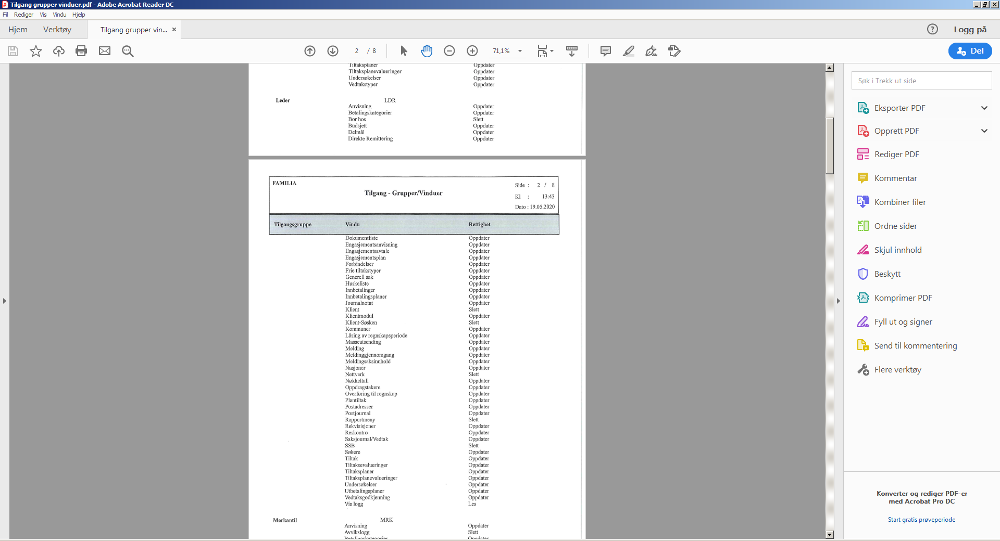 Tilgang grupper vinduer.pdf - Adobe Acrobat Reader DC
Fil Rediger Vis Vindu Hjelp
Hjem Verktøy Tilgang grupper vin... × ? Logg på
2 / 8 71,1% Del
Tiltaksplaner Oppdater
Tiltaksplanevalueringer Oppdater
Undersøkelser Oppdater
Vedtakstyper Oppdater
Leder LDR
Anvisning Oppdater
Betalingskategorier Oppdater
Bor hos Slett
Budsjett Oppdater
Delmål Oppdater
Direkte Remittering Oppdater
FAMILIA
Side : 2 / 8
Tilgang - Grupper/Vinduer
Kl : 13:43
Dato : 19.05.2020
Tilgangsgruppe Vindu Rettighet
Dokumentliste Oppdater
Engasjementsanvisning Oppdater
Engasjementsavtale Oppdater
Engasjementsplan Oppdater
Forbindelser Oppdater
Frie tiltakstyper Oppdater
Generell sak Oppdater
Huskeliste Oppdater
Innbetalinger Oppdater
Innbetalingsplaner Oppdater
Journalnotat Oppdater
Klient Slett
Klientmodul Oppdater
Klient-Søsken Slett
Kommuner Oppdater
Låsing av regnskapsperiode Oppdater
Masseutsending Oppdater
Melding Oppdater
Meldinggjennomgang Oppdater
Meldingsaksinnhold Oppdater
Nasjoner Oppdater
Nettverk Slett
Nøkkeltall Oppdater
Oppdragstakere Oppdater
Overføring til regnskap Oppdater
Plantiltak Oppdater
Postadresser Oppdater
Postjournal Oppdater
Rapportmeny Slett
Rekvisisjoner Oppdater
Reskontro Oppdater
Saksjournal/Vedtak Oppdater
SSB Slett
Søkere Oppdater
Tiltak Oppdater
Tiltaksevalueringer Oppdater
Tiltaksplaner Oppdater
Tiltaksplanevalueringer Oppdater
Undersøkelser Oppdater
Utbetalingsplaner Oppdater
Vedtaksgodkjenning Oppdater
Vis logg Les
Merkantil MRK
Anvisning Oppdater
Avvikslogg Slett
Betalingskategorier Oppdater
Søk i Trekk ut side
Eksporter PDF
Opprett PDF
Rediger PDF
Kommentar
Kombiner filer
Ordne sider
Skjul innhold
Beskytt
Komprimer PDF
Fyll ut og signer
Send til kommentering
Flere verktøy
Konverter og rediger PDF-er
med Acrobat Pro DC
Start gratis prøveperiode